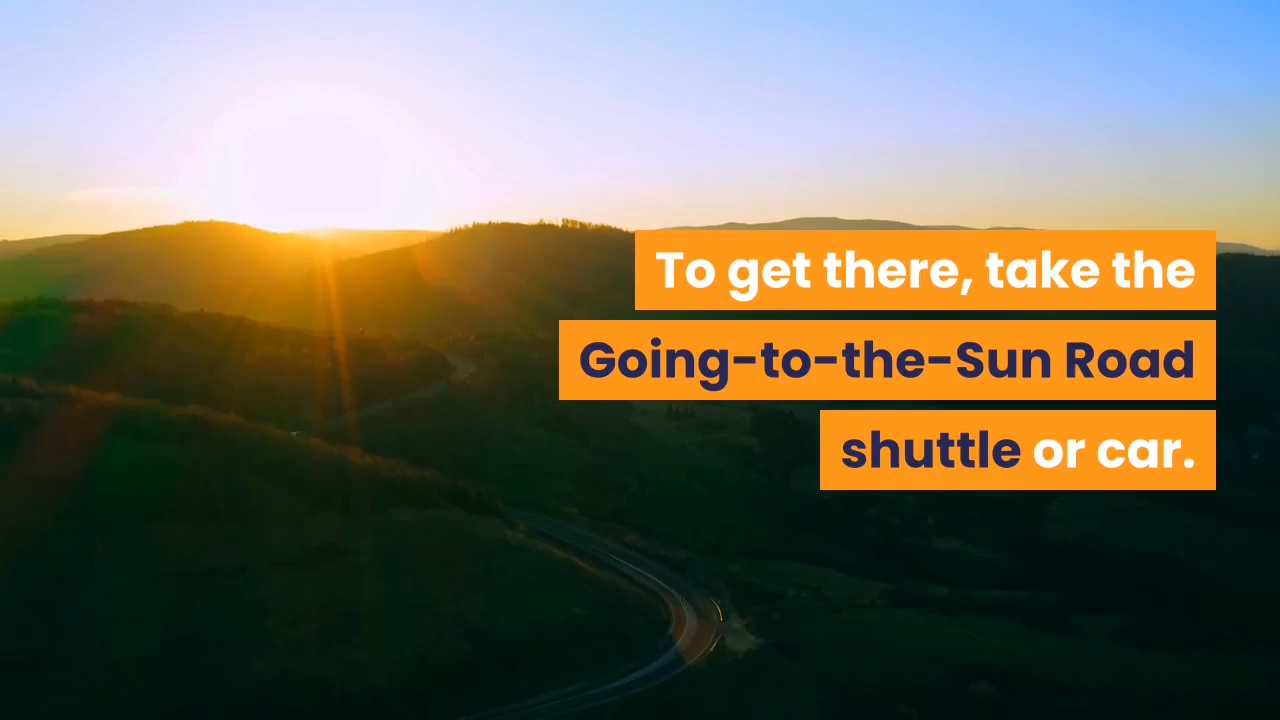 To get there, take the
Going-to-the-Sun Road
shuttle or car.